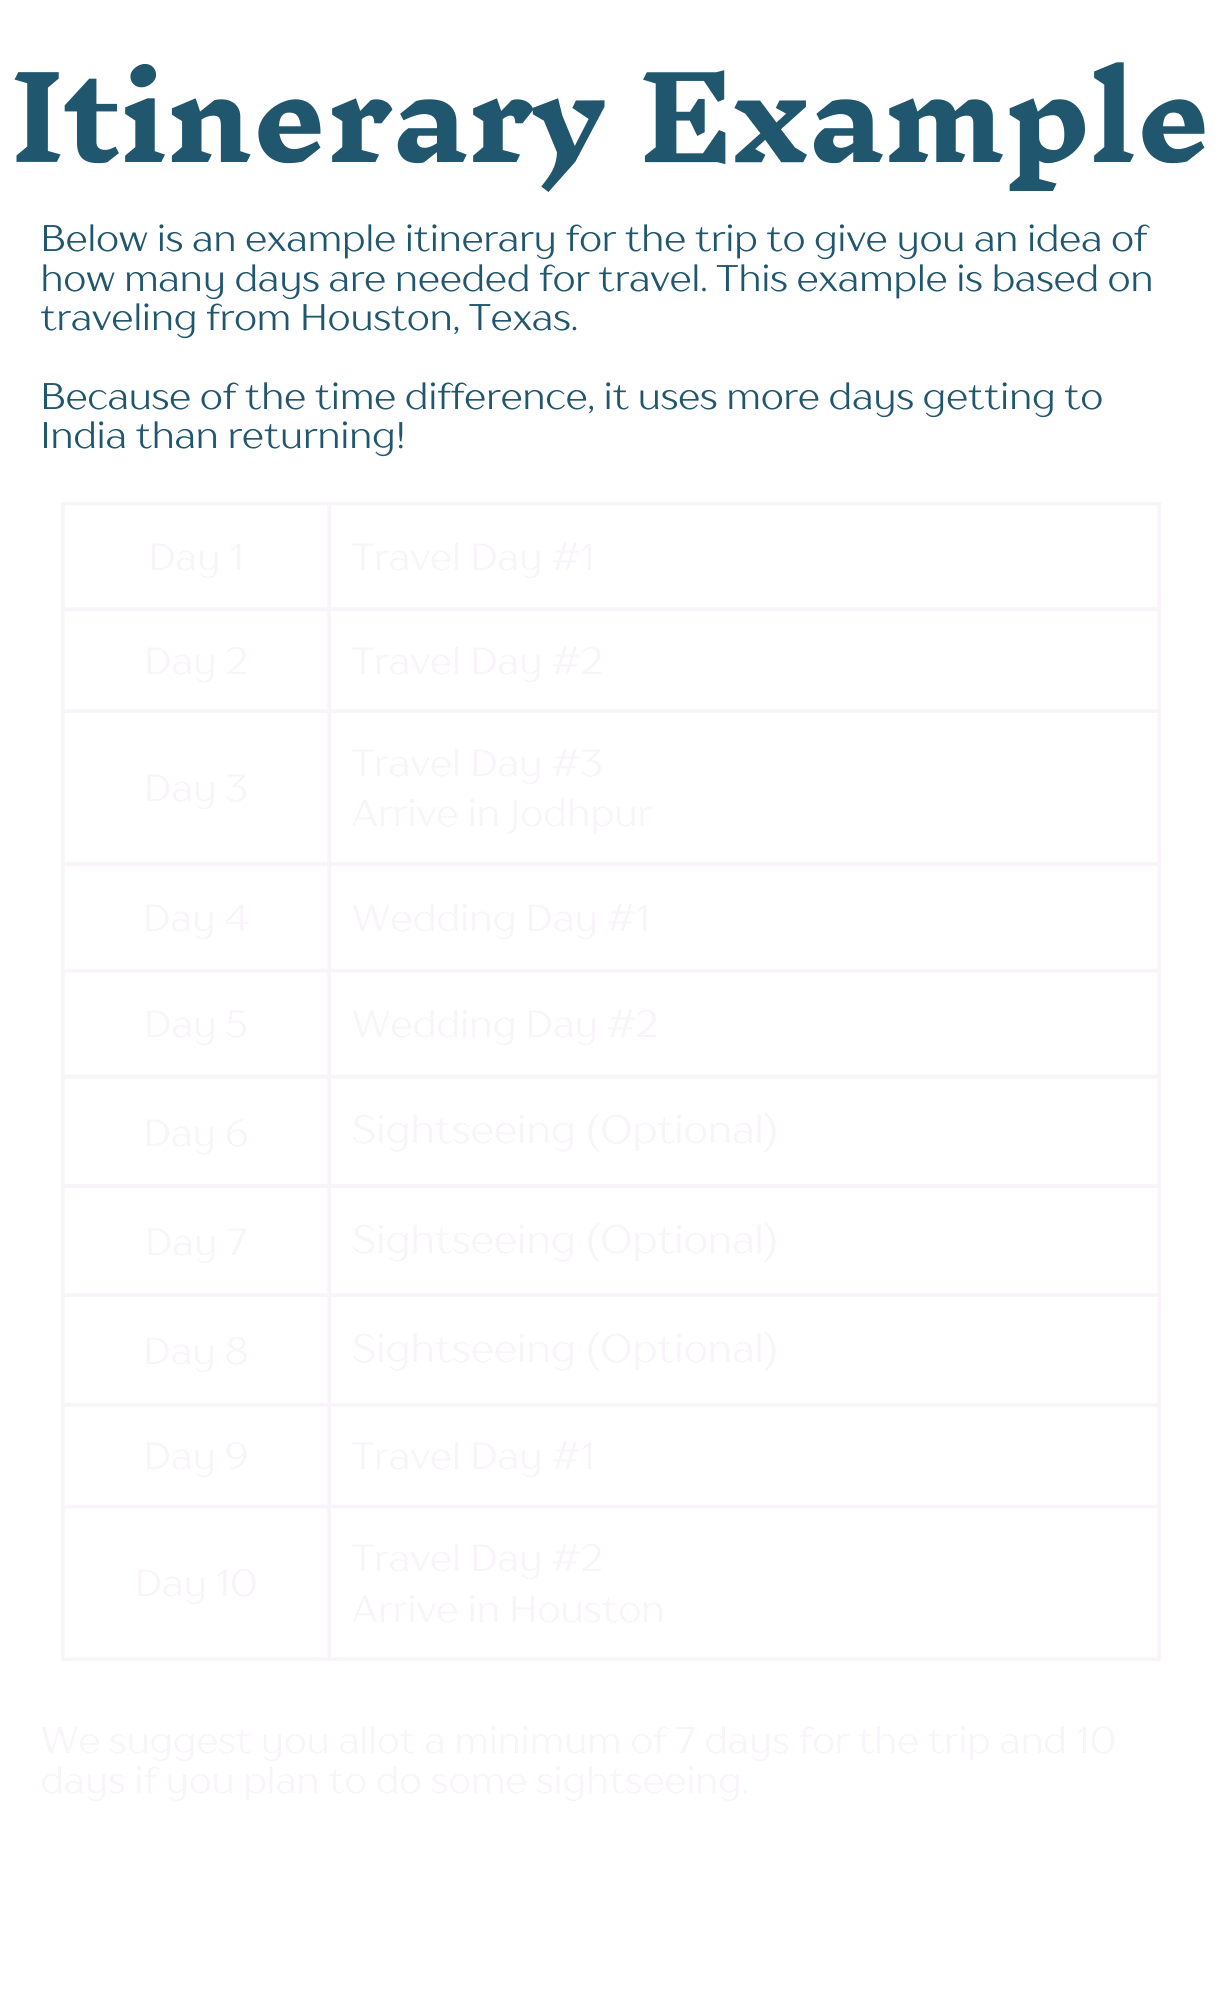 Itinerary Example
Below is an example itinerary for the trip to give you an idea of
how many days are needed for travel. This example is based on
traveling from Houston, Texas.
Because of the time difference, it uses more days getting to
India than returning!
Day 1 Travel Day #1
Day 2 Travel Day #2
Day 3 Travel Day #3
Arrive in Jodhpur
Day 4 Wedding Day #1
Day 5 Wedding Day #2
Day 6 Sightseeing (Optional)
Day 7 Sightseeing (Optional)
Day 8 Sightseeing (Optional)
Day 9 Travel Day #1
Day 10 Travel Day #2
Arrive in Houston
We suggest you allot a minimum of 7 days for the trip and 10
days if you plan to do some sightseeing.